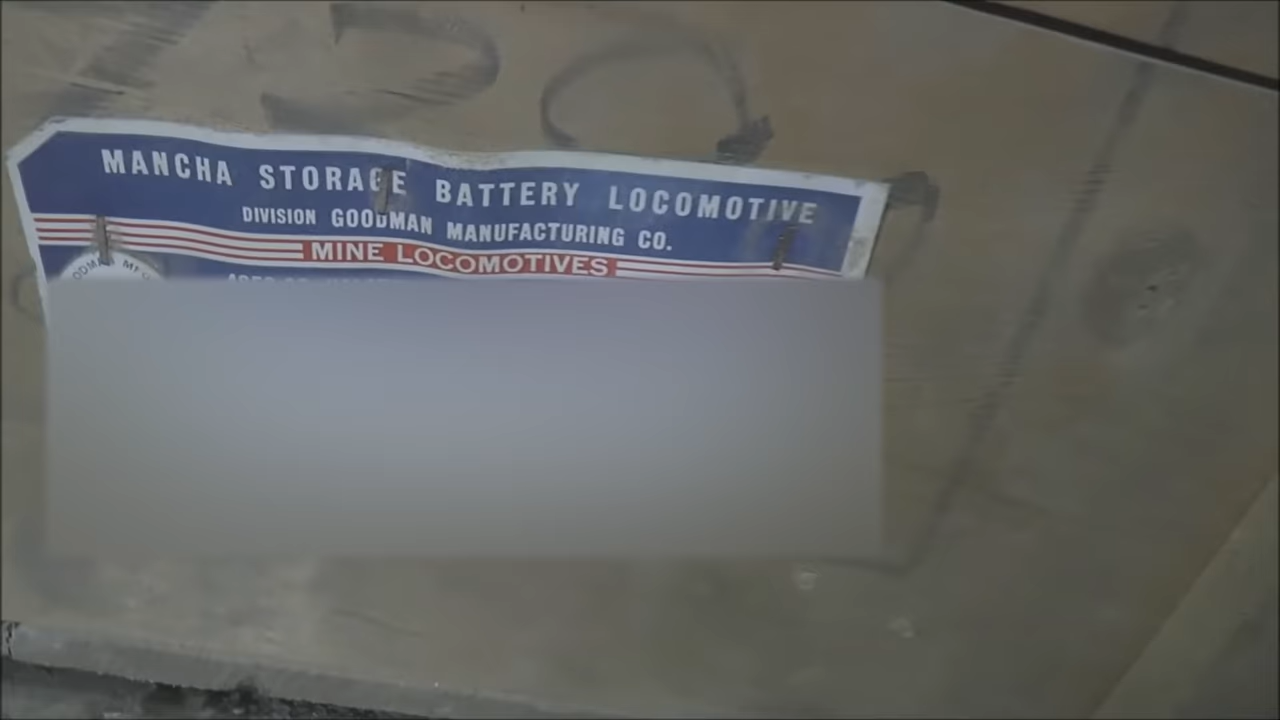 MANCHA STORAGE BATTERY LOCOMOTIVE
DIVISION GOODMAN MANUFACTURING CO.
MINE LOCOMOTIVES